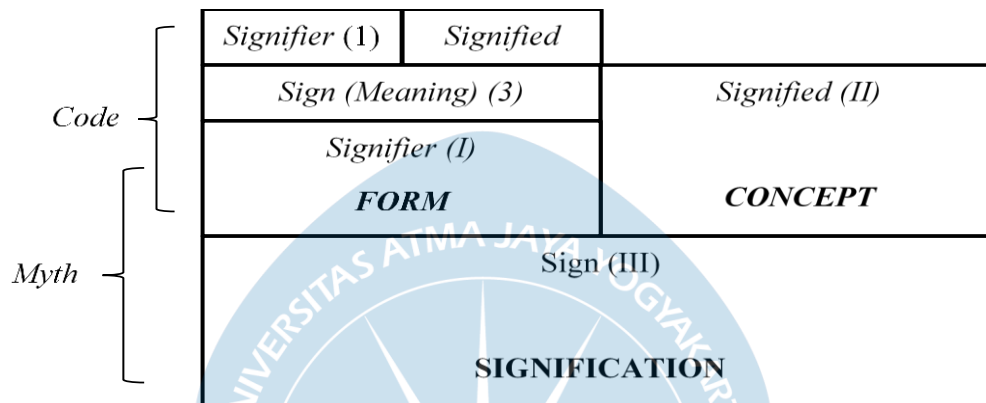 Signifier (1) Signified
Sign (Meaning) (3) Signified (II)
Code
Signifier (I)
FORM CONCEPT
UNIVERSITAS ATMA JAYA YOGYAKART
Sign (III)
Myth
SIGNIFICATION